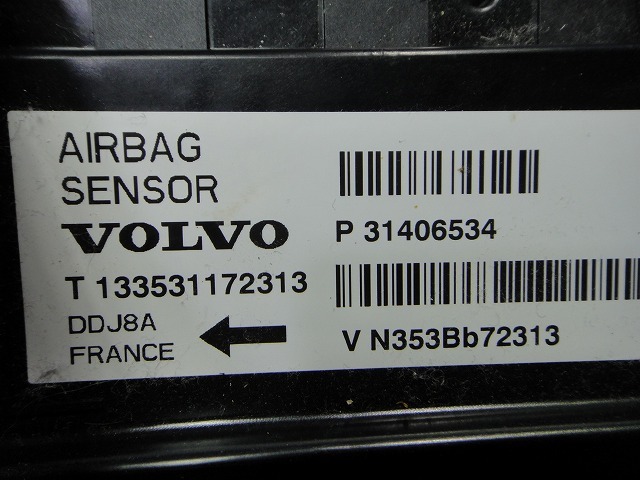 AIRBAG
SENSOR
VOLVO
P 31406534
T 133531172313
DDJ8A
FRANCE
V N353Bb72313